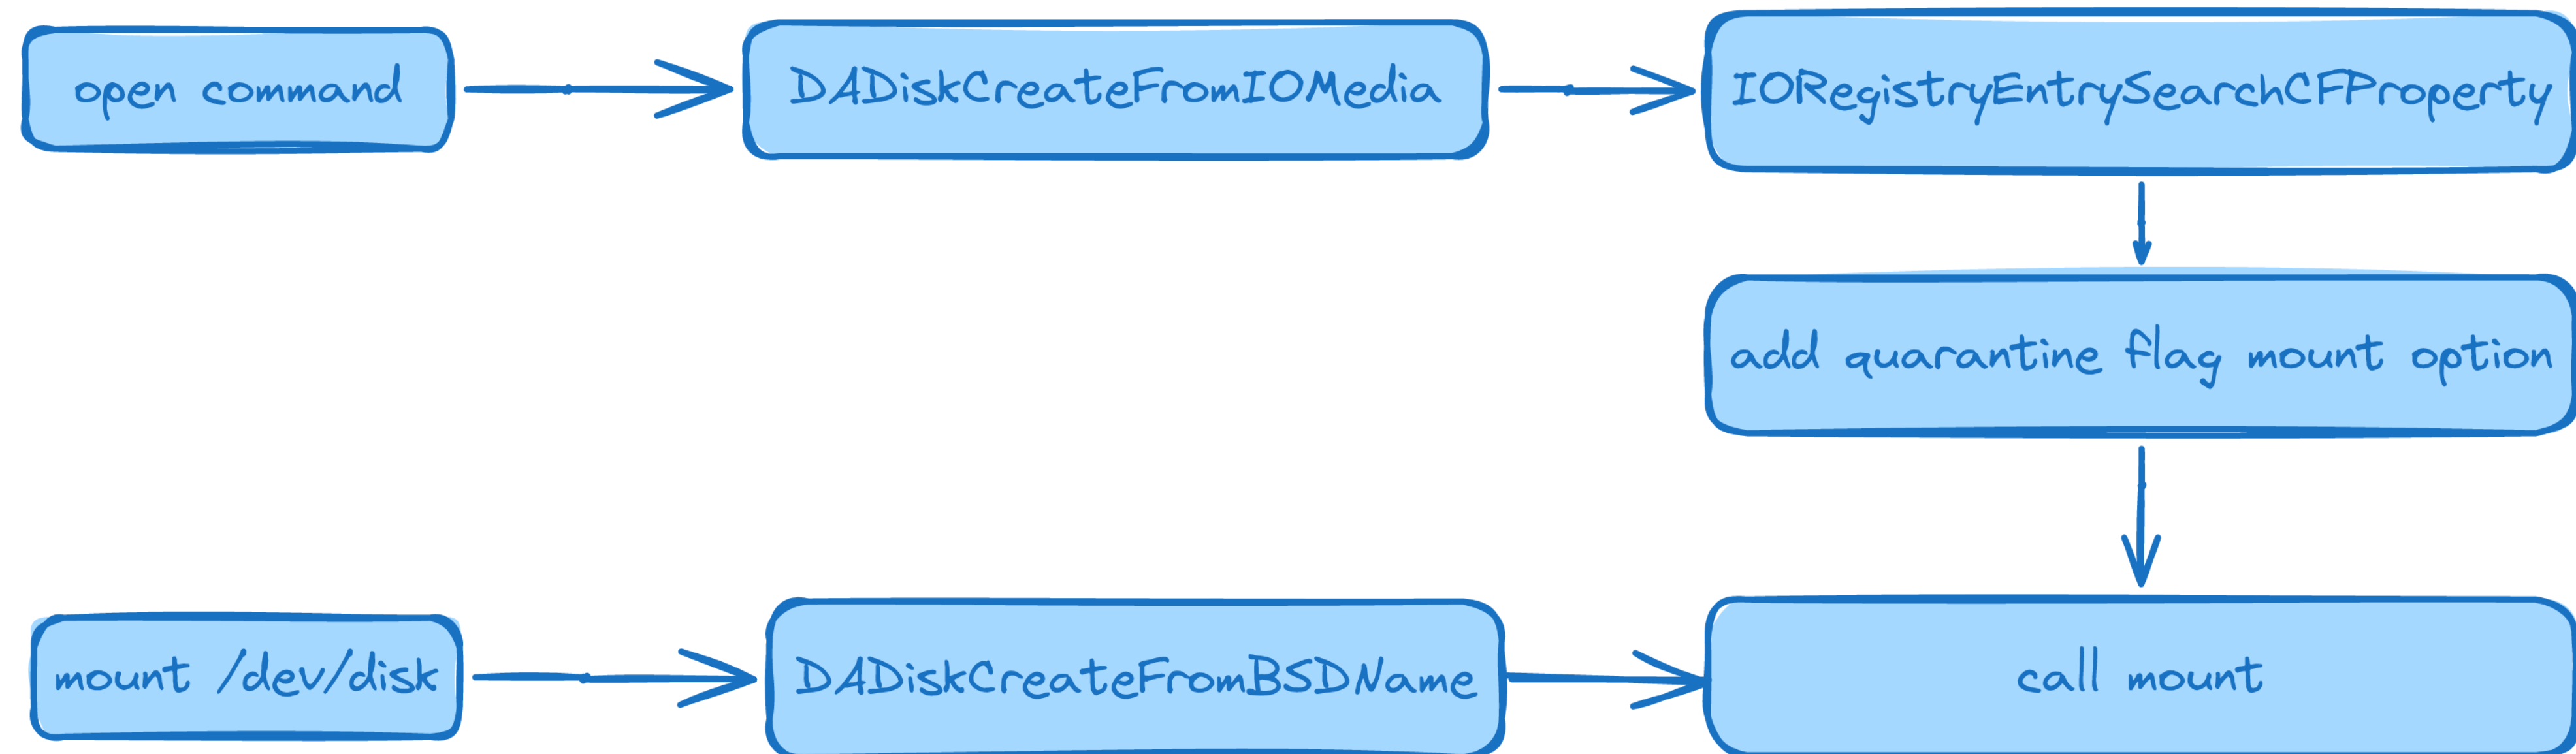 open command
DADiskCreateFromIOMedia
IORegistryEntrySearchCFProperty
add quarantine flag mount option
mount /dev/disk
DADiskCreateFromBSDName
call mount